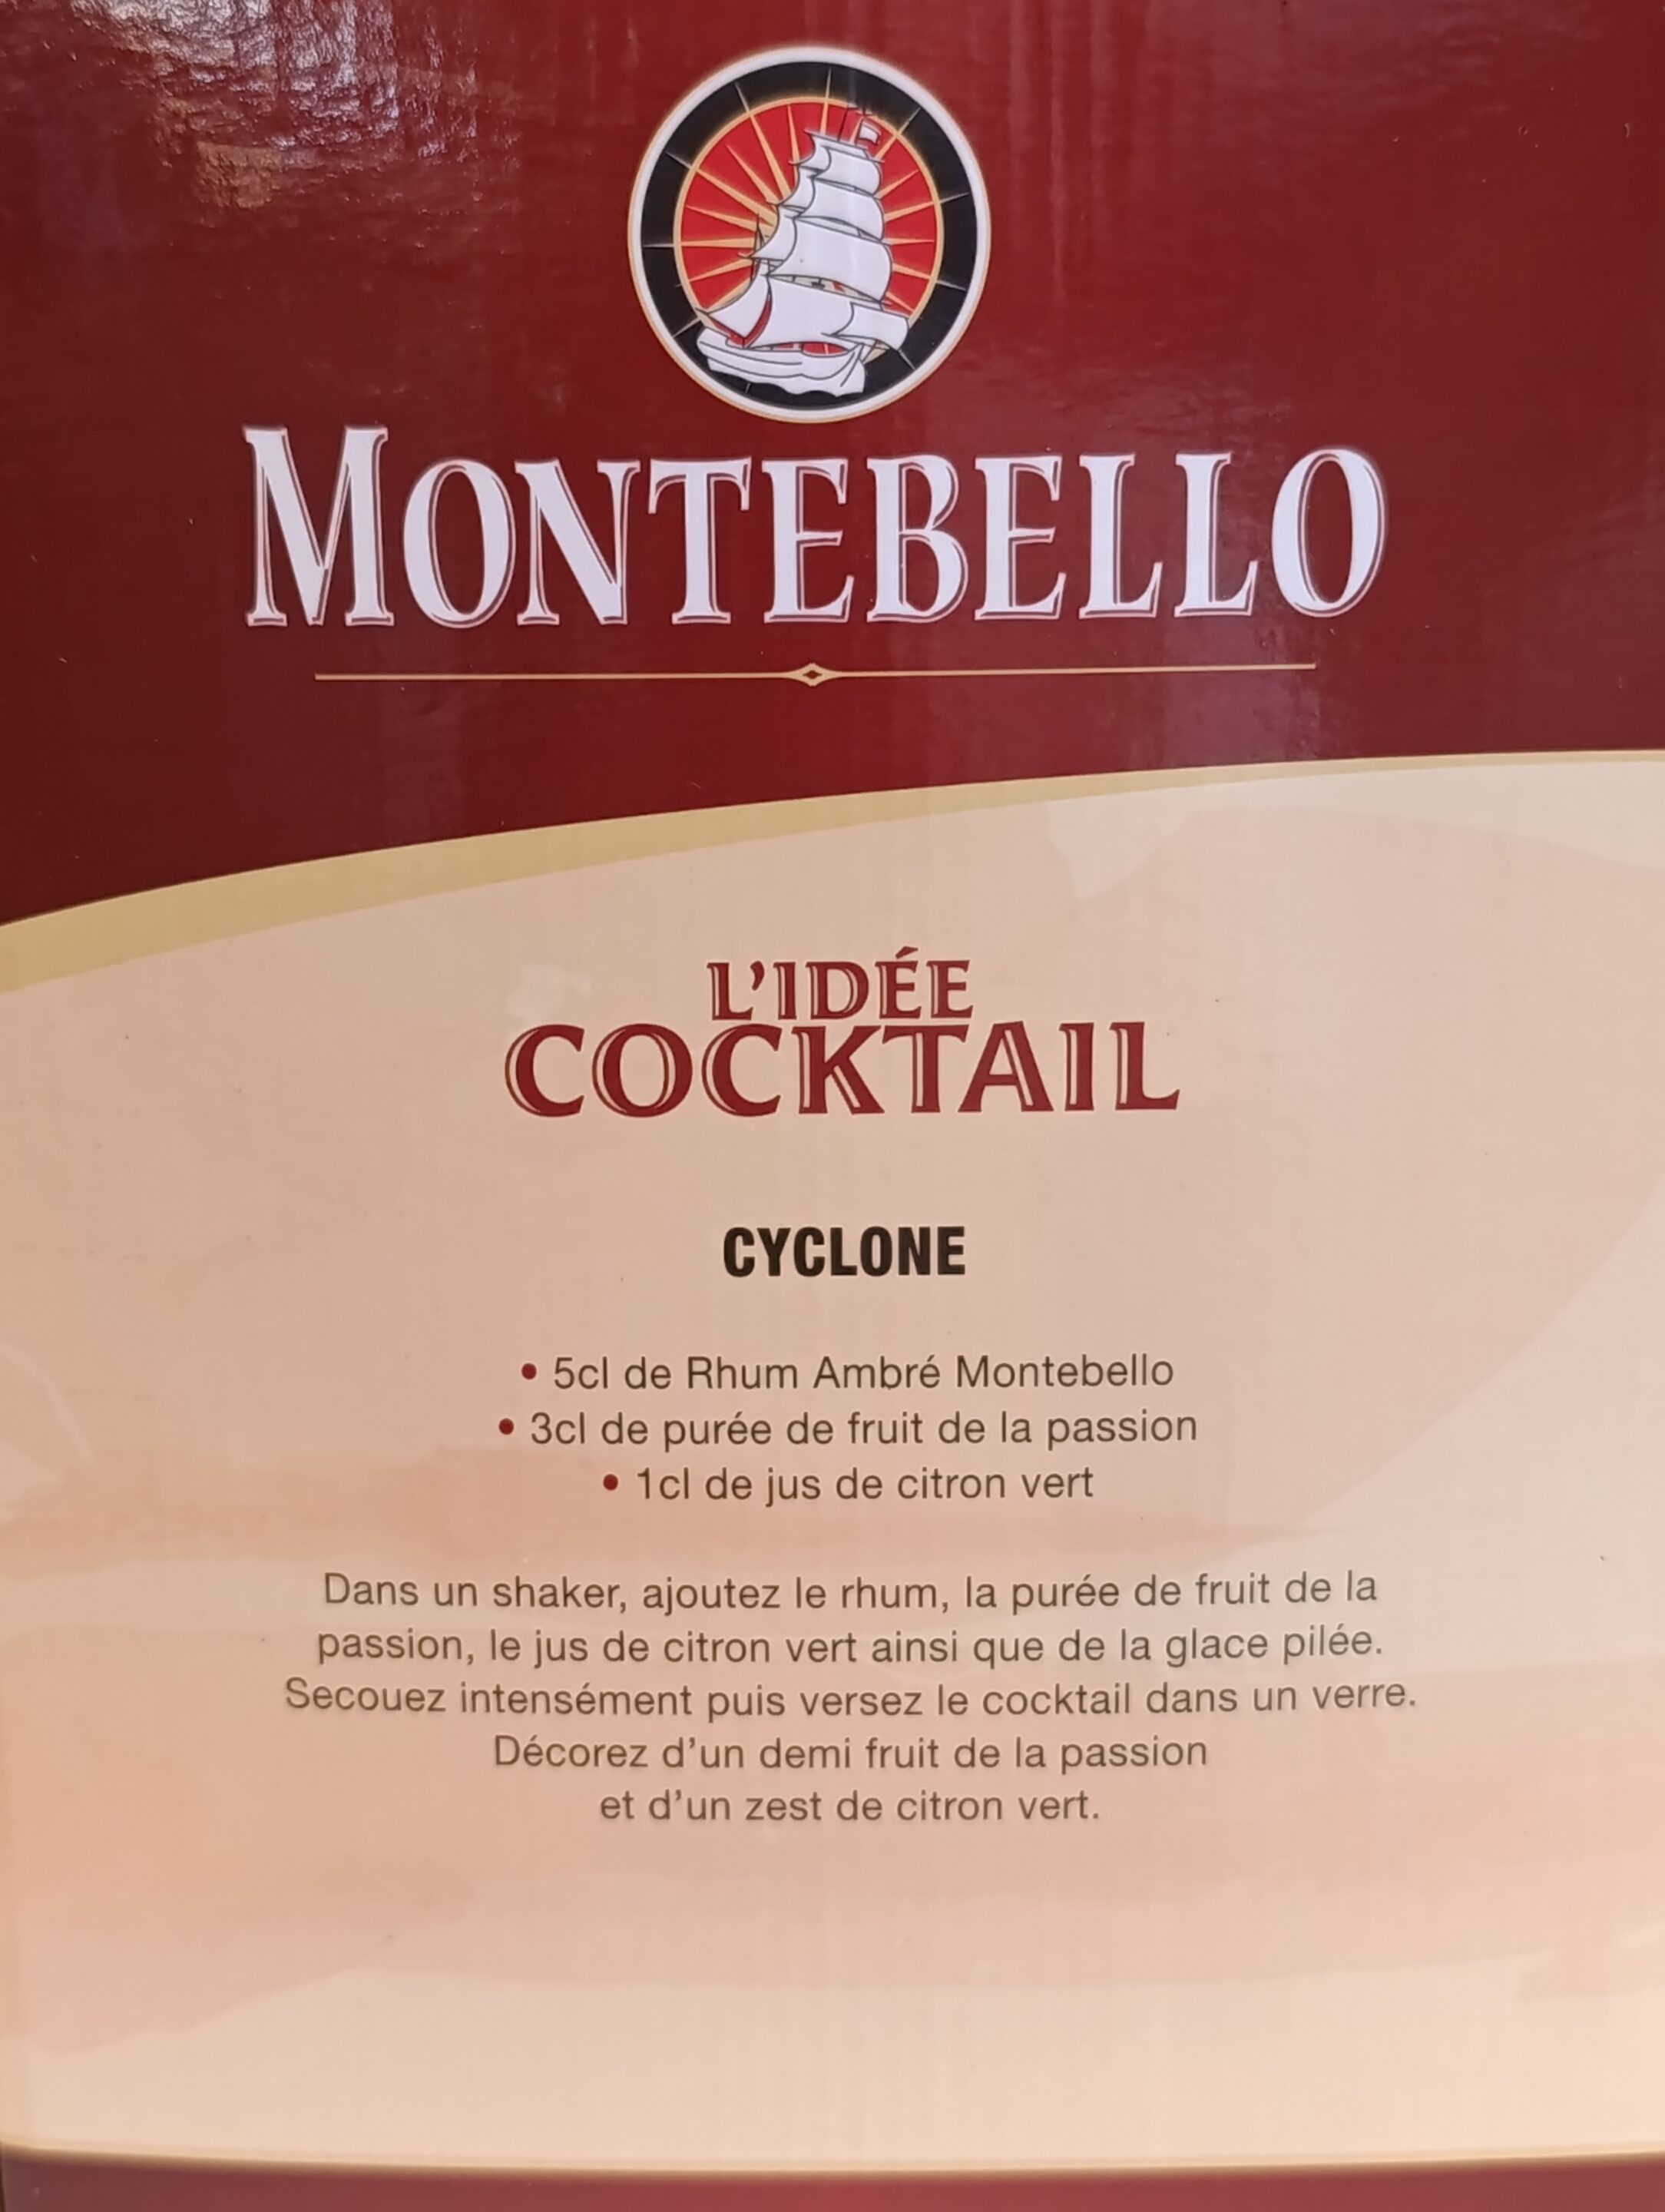 MONTEBELLO
L'IDÉE
COCKTAIL
CYCLONE
• 5cl de Rhum Ambré Montebello
• 3cl de purée de fruit de la passion
• 1cl de jus de citron vert
Dans un shaker, ajoutez le rhum, la purée de fruit de la
passion, le jus de citron vert ainsi que de la glace pilée.
Secouez intensément puis versez le cocktail dans un verre.
Décorez d'un demi fruit de la passion
et d'un zest de citron vert.